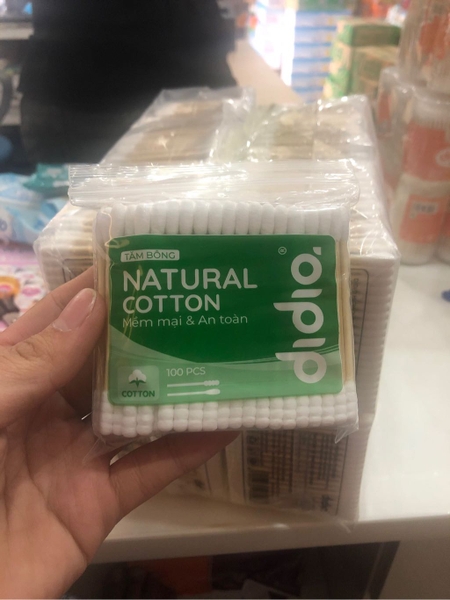 TĂM BÔNG
NATURAL
COTTON
Mềm mại & An toàn
100 PCS
COTTON
didio.
®